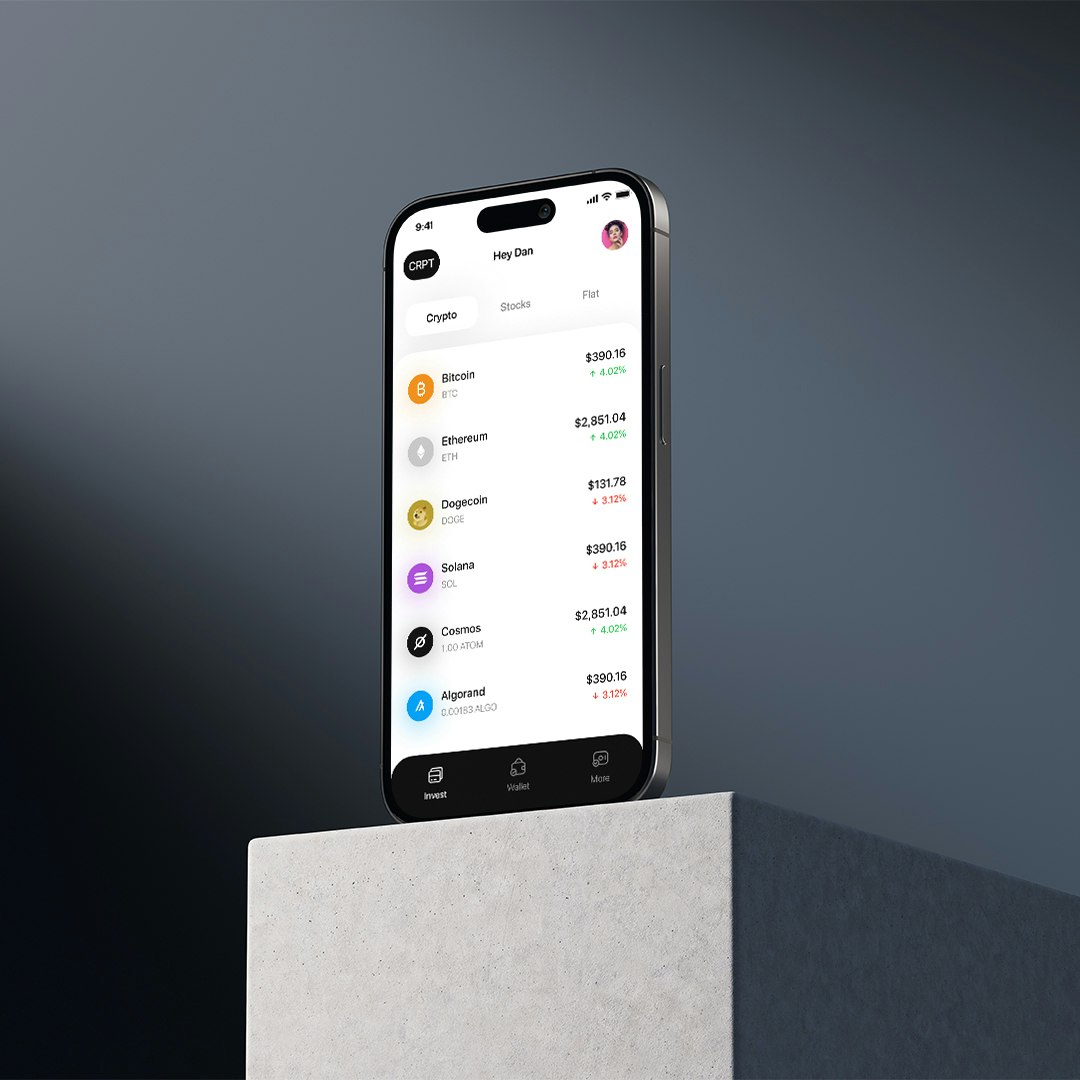 9:41
CRPT
Hey Dan
Crypto
Stocks
Flat
Bitcoin
$390.16
BTC
↑ 4.02%
Ethereum
$2,851.04
ETH
↑ 4.02%
Dogecoin
$131.78
DOGE
↓ 3.12%
Solana
$390.16
SOL
↓ 3.12%
Cosmos
$2,851.04
1.00 ATOM
↑ 4.02%
Algorand
$390.16
0.00183 ALGO
↓ 3.12%
Invest
Wallet
More